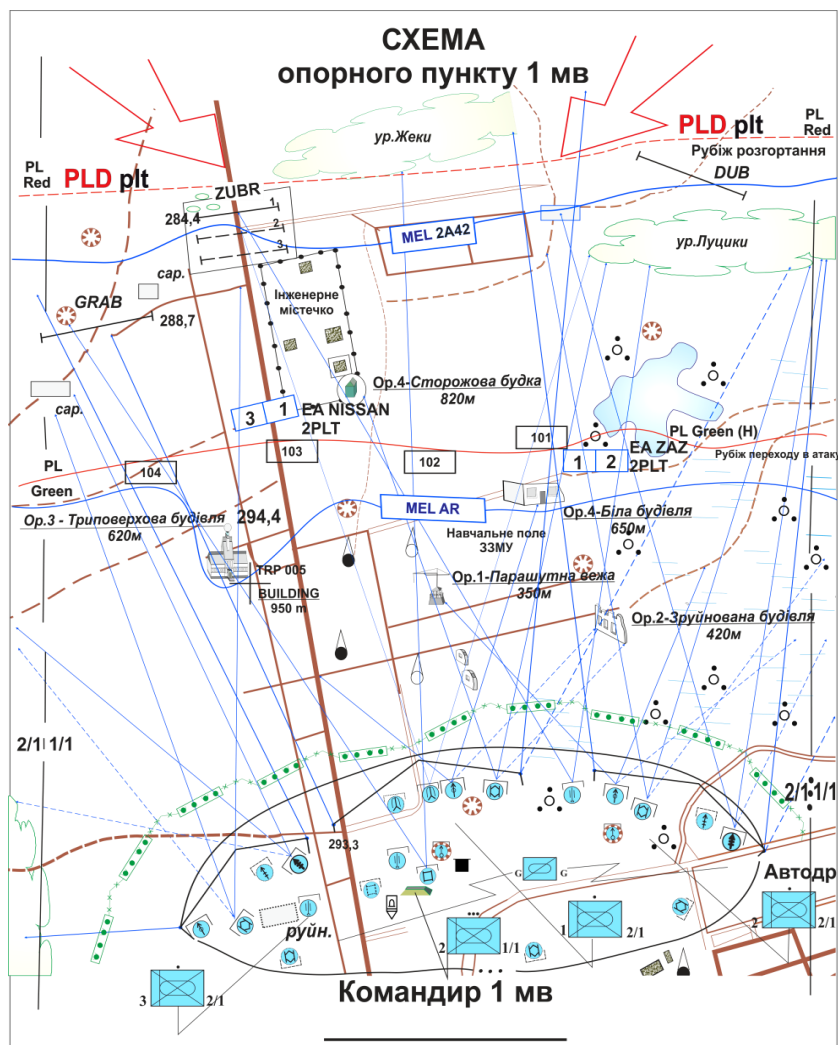 СХЕМА
опорного пункту 1 мв
ур.Жеки
PLD plt
PL
Red
Рубіж розгортання
DUB
PL
Red
PLD plt
ZUBR
284,4
1
2
3
MEL 2A42
ур.Луцики
сар.
GRAB
288,7
Інженерне
містечко
сар.
Ор.4-Сторожова будка
820м
3
1
EA NISSAN
2PLT
101
1
2
EA ZAZ
2PLT
PL Green (H)
Рубіж переходу в атаку
103
102
104
PL
Green
MEL AR
Ор.3 - Триповерхова будівля
620м
294,4
Навчальне поле
ЗЗМУ
Ор.4-Біла будівля
650м
TRP 005
BUILDING
950 m
Ор.1-Парашутна вежа
350м
Ор.2-Зруйнована будівля
420м
2/1 1/1
2/1 1/1
293,3
G
G
Автодр
руйн.
2
1/1
1
2/1
2
2/1
3
2/1
Командир 1 мв